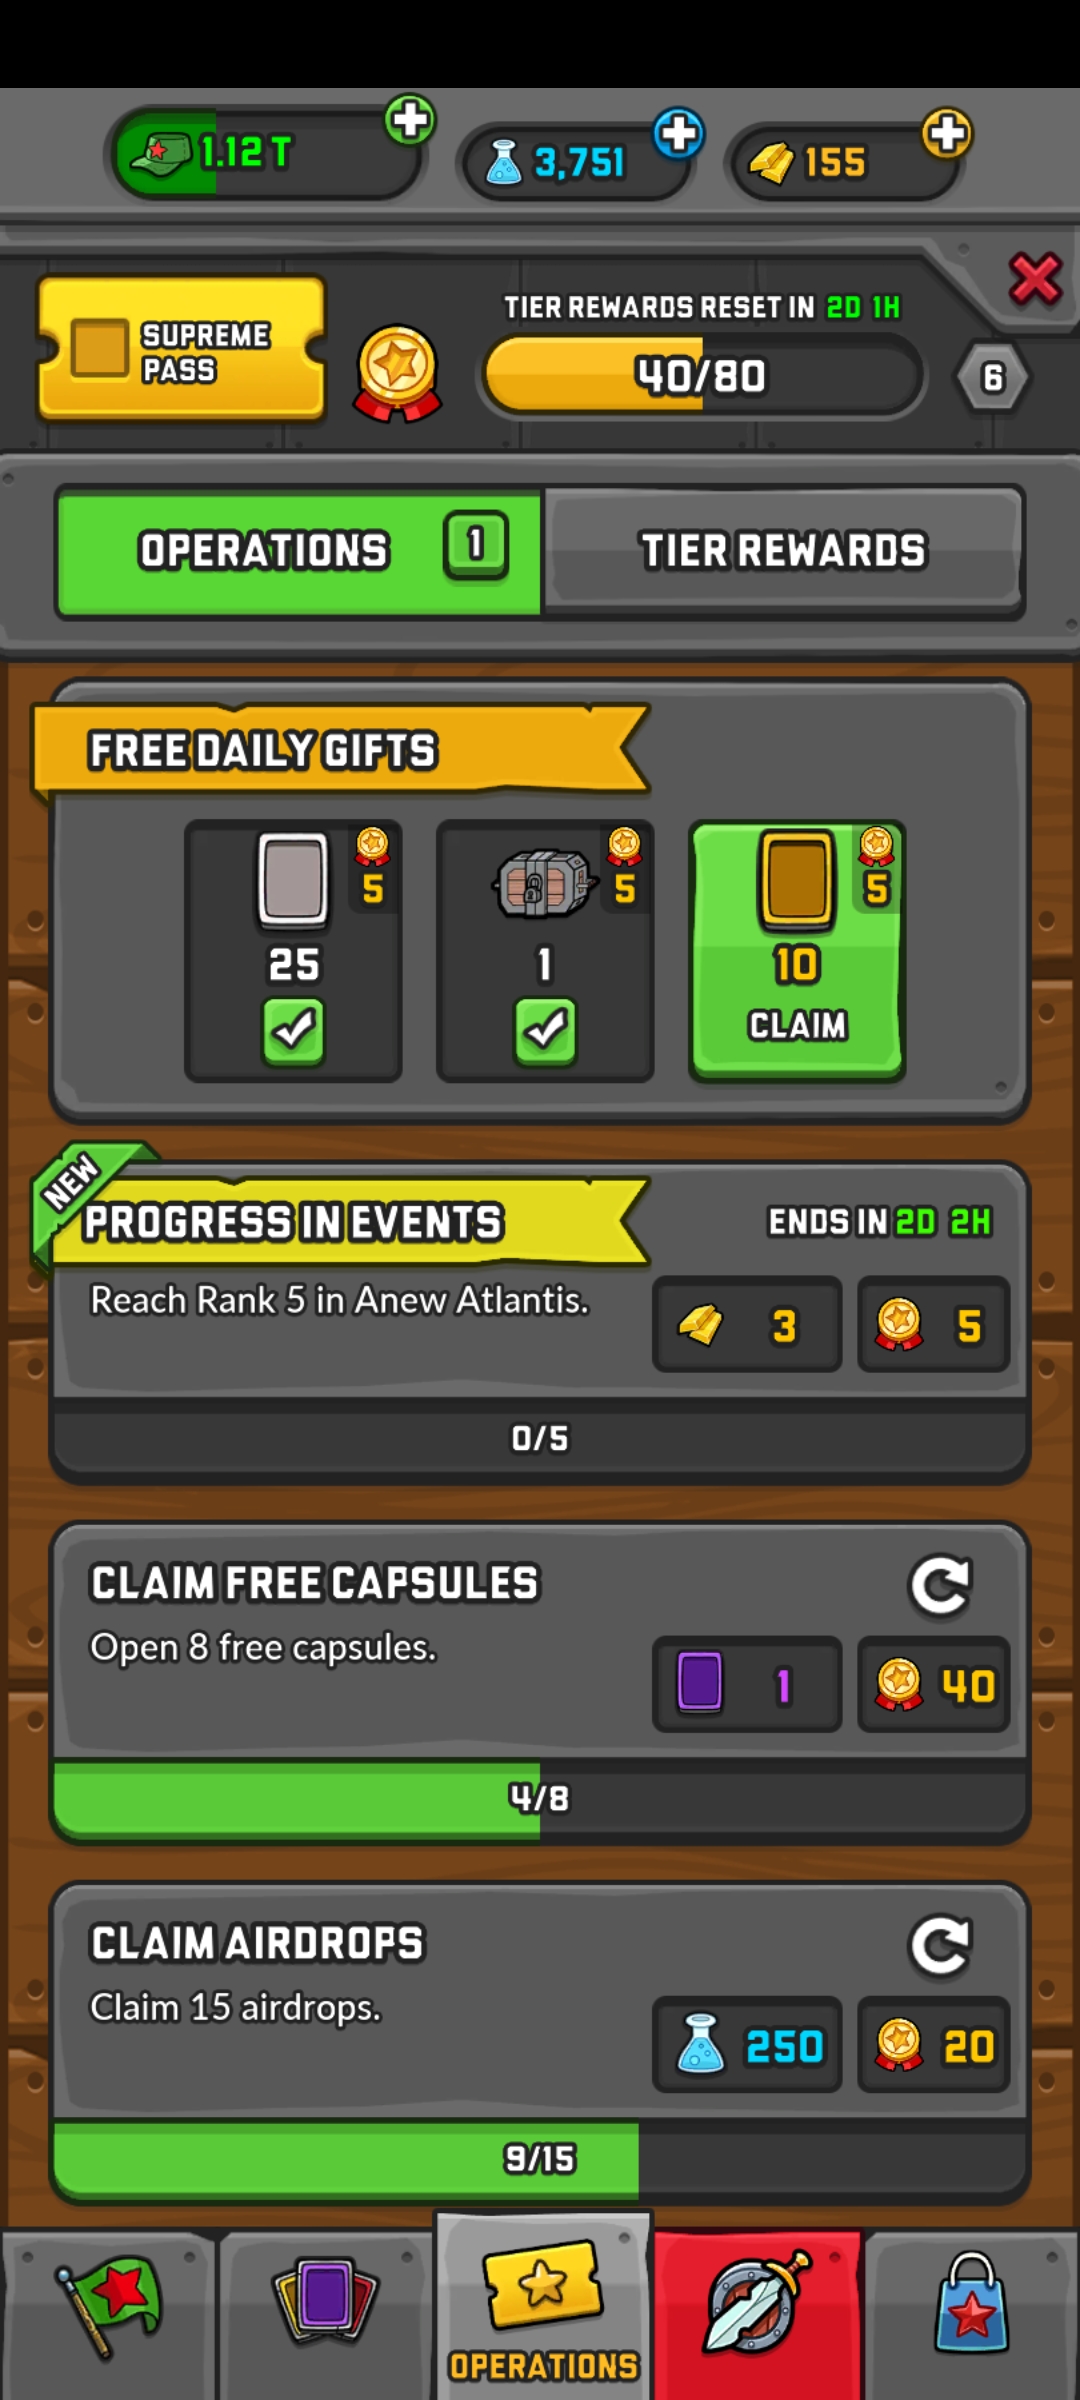 1.12 T
3,751
155
TIER REWARDS RESET IN 2D 1H
SUPREME
PASS
40/80
6
OPERATIONS
1
TIER REWARDS
FREE DAILY GIFTS
5
5
5
25
1
10
CLAIM
NEW
PROGRESS IN EVENTS
ENDS IN 2D 2H
Reach Rank 5 in Anew Atlantis.
3
5
0/5
CLAIM FREE CAPSULES
Open 8 free capsules.
1
40
4/8
CLAIM AIRDROPS
Claim 15 airdrops.
250
20
9/15
OPERATIONS